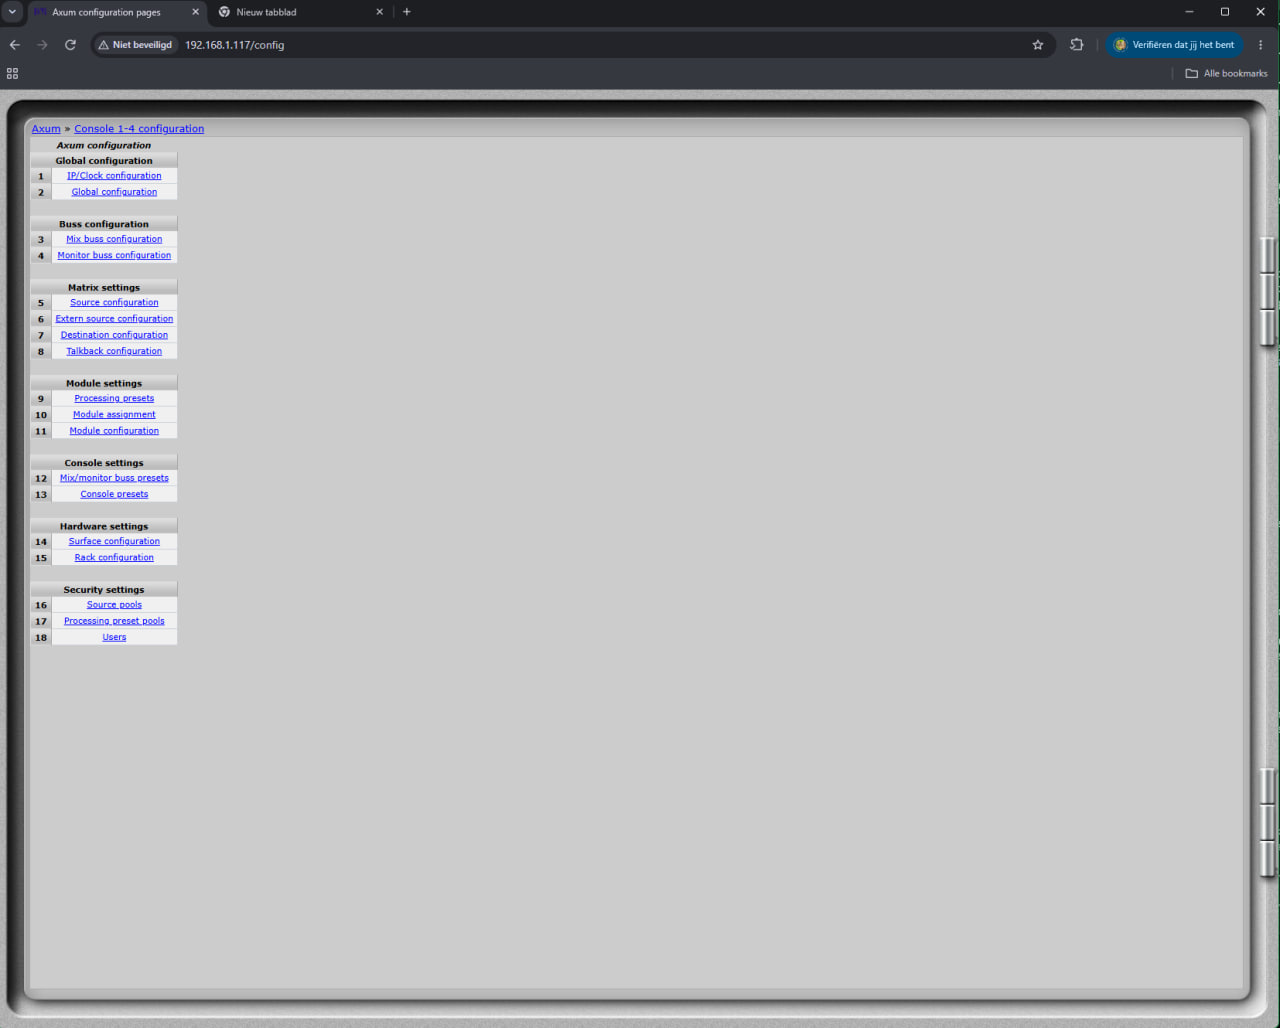 Axum configuration pages
Nieuw tabblad
Niet beveiligd
192.168.1.117/config
Verifiëren dat jij het bent
Alle bookmarks
Axum » Console 1-4 configuration
Axum configuration
Global configuration
1 IP/Clock configuration
2 Global configuration
Buss configuration
3 Mix buss configuration
4 Monitor buss configuration
Matrix settings
5 Source configuration
6 Extern source configuration
7 Destination configuration
8 Talkback configuration
Module settings
9 Processing presets
10 Module assignment
11 Module configuration
Console settings
12 Mix/monitor buss presets
13 Console presets
Hardware settings
14 Surface configuration
15 Rack configuration
Security settings
16 Source pools
17 Processing preset pools
18 Users